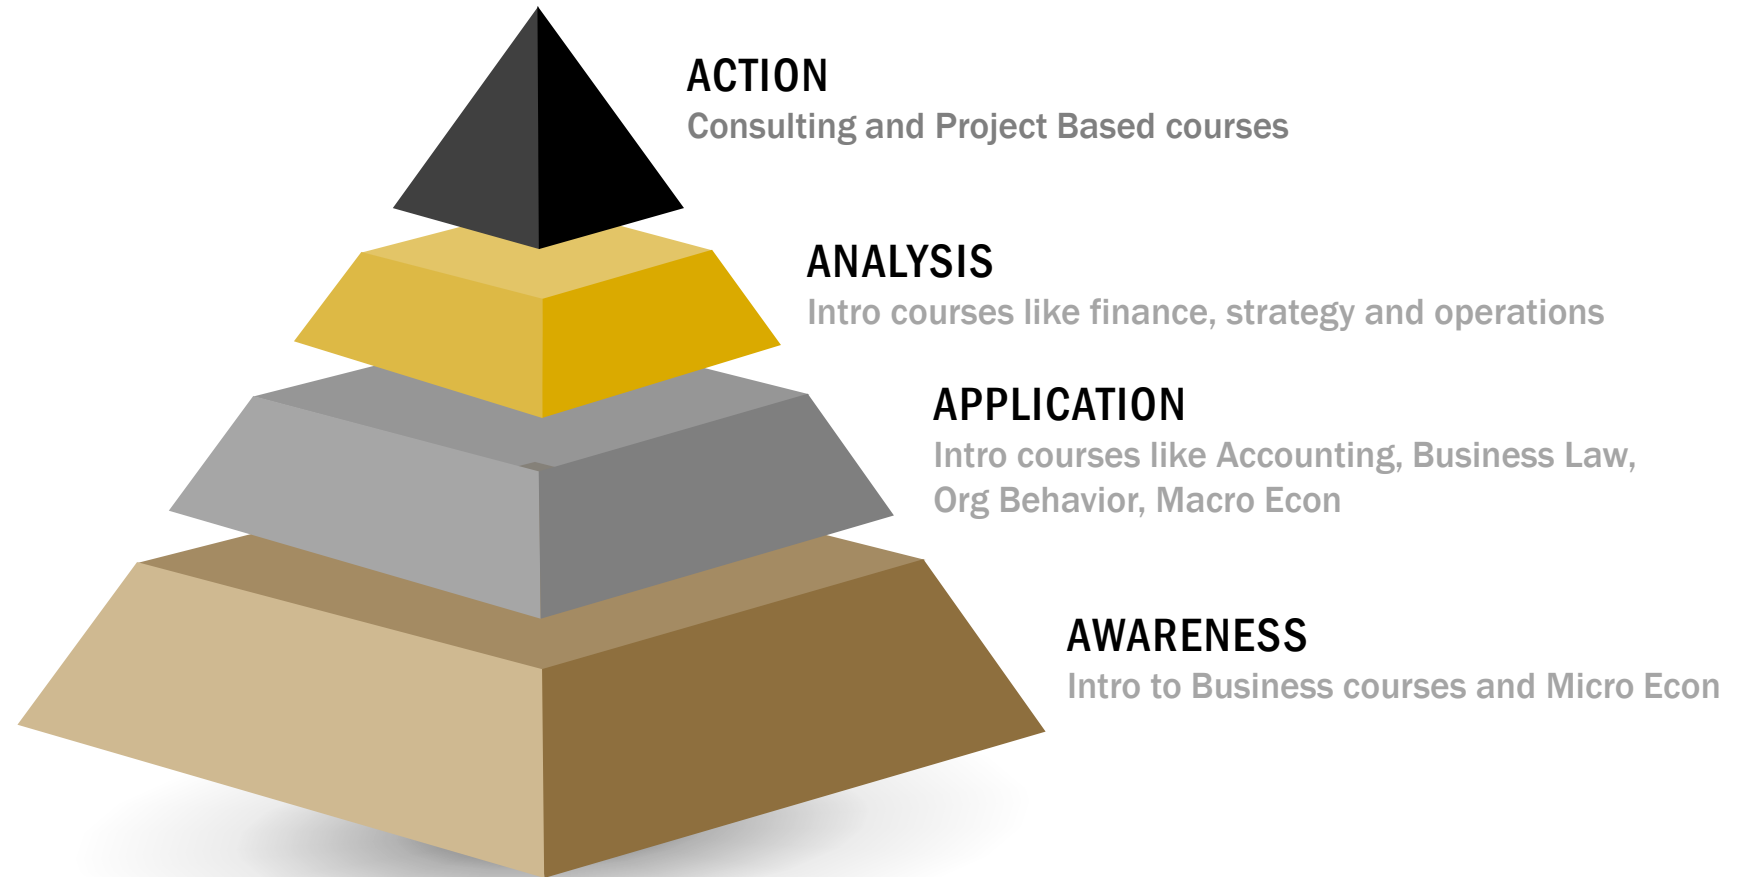 ACTION
Consulting and Project Based courses
ANALYSIS
Intro courses like finance, strategy and operations
APPLICATION
Intro courses like Accounting, Business Law,
Org Behavior, Macro Econ
AWARENESS
Intro to Business courses and Micro Econ